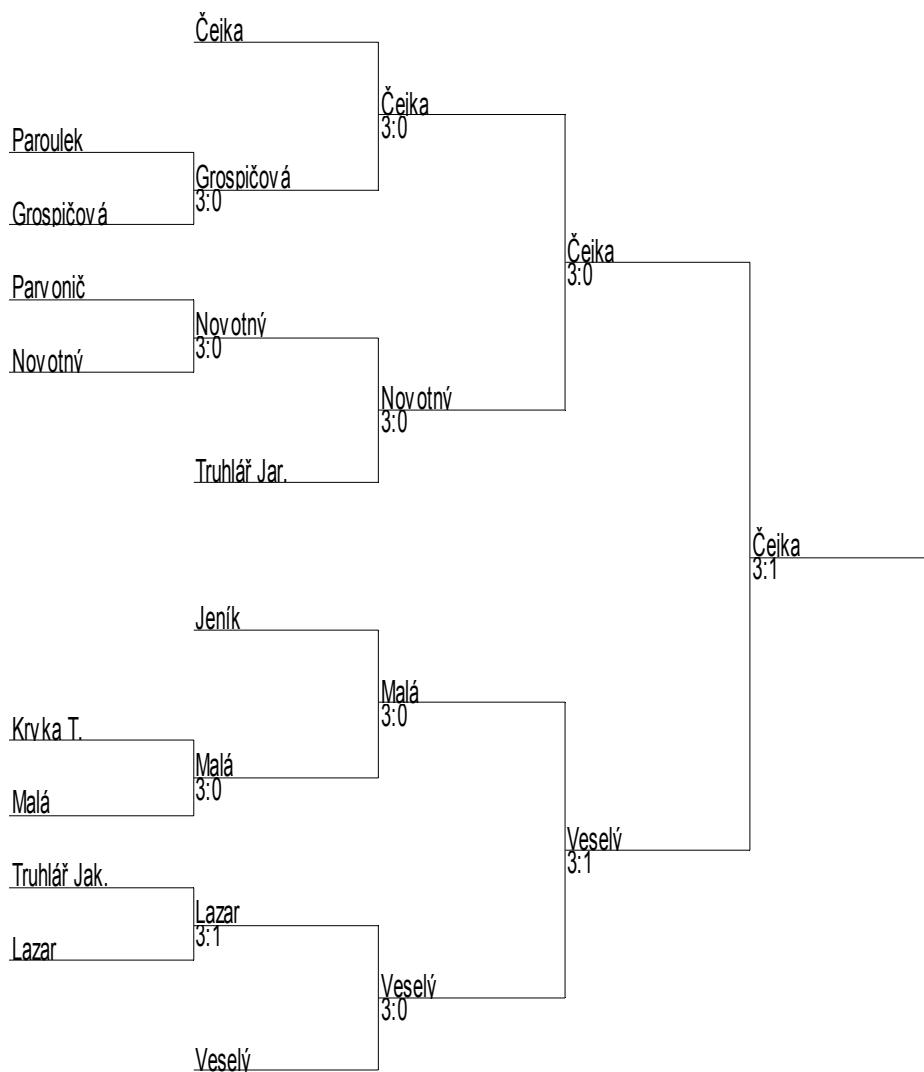 Čejka
Čejka
3:0
Paroulek
Grospičová
3:0
Grospičová
Čejka
3:0
Parvonič
Novotný
3:0
Novotný
Novotný
3:0
Truhlář Jar.
Čejka
3:1
Jeník
Malá
3:0
Kryka T.
Malá
3:0
Malá
Veselý
3:1
Truhlář Jak.
Lazar
3:1
Lazar
Veselý
3:0
Veselý